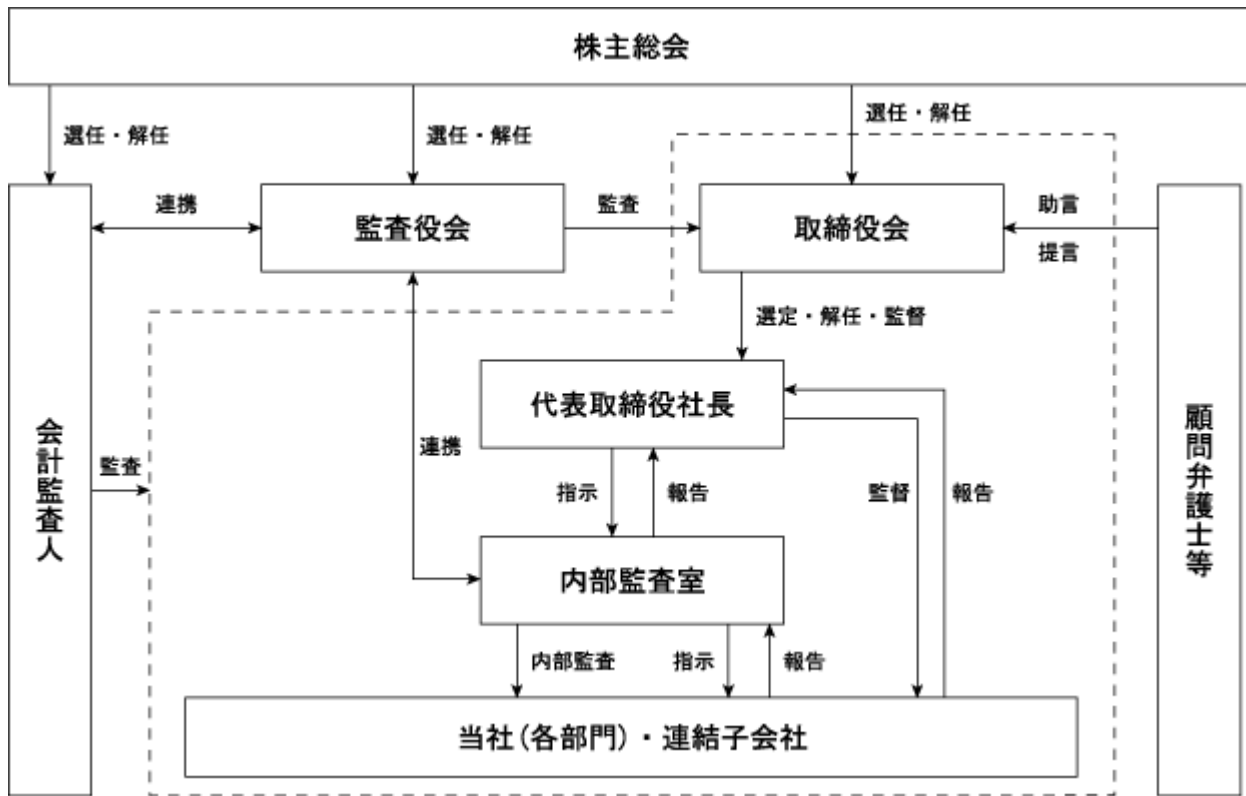 株主総会
選任・解任
選任・解任
選任・解任
連携
監査役会
監査
取締役会
助言
提言
選定・解任・監督
代表取締役社長
会計監査人
監査
連携
指示
報告
監督
報告
顧問弁護士等
内部監査室
内部監査
指示
報告
当社(各部門)・連結子会社